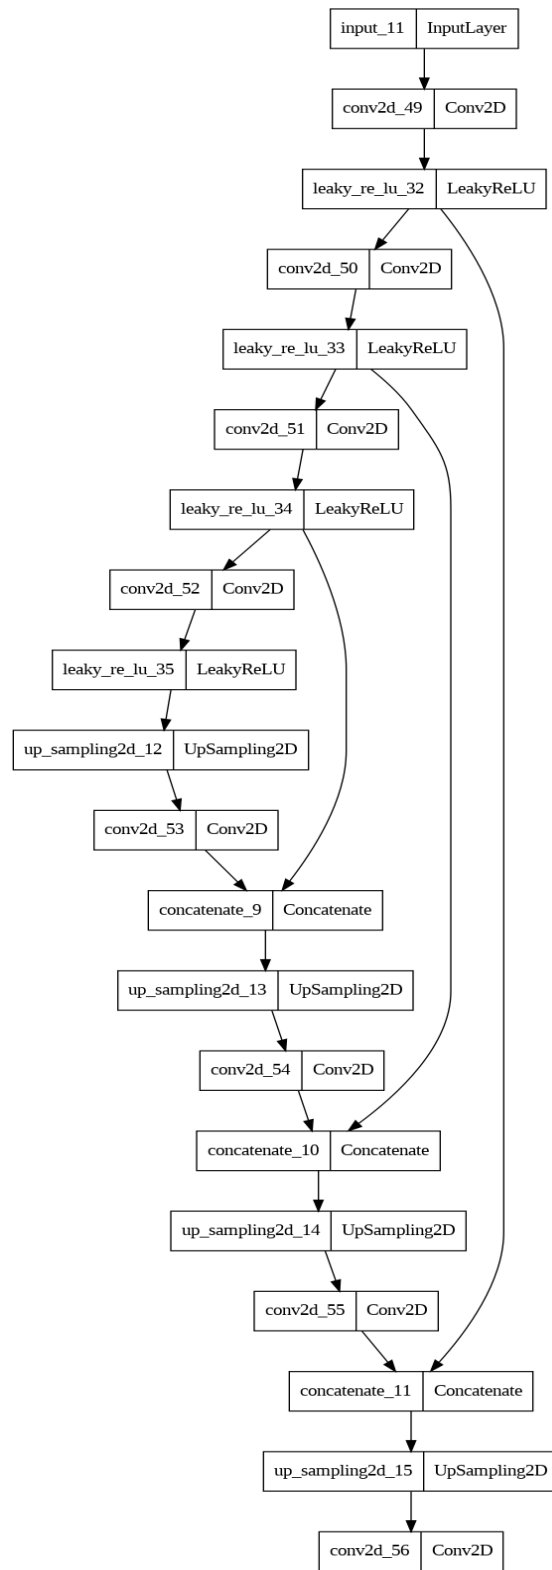 input_11 InputLayer
conv2d_49 Conv2D
leaky_re_lu_32 LeakyReLU
conv2d_50 Conv2D
leaky_re_lu_33 LeakyReLU
conv2d_51 Conv2D
leaky_re_lu_34 LeakyReLU
conv2d_52 Conv2D
leaky_re_lu_35 LeakyReLU
up_sampling2d_12 UpSampling2D
conv2d_53 Conv2D
concatenate_9 Concatenate
up_sampling2d_13 UpSampling2D
conv2d_54 Conv2D
concatenate_10 Concatenate
up_sampling2d_14 UpSampling2D
conv2d_55 Conv2D
concatenate_11 Concatenate
up_sampling2d_15 UpSampling2D
conv2d_56 Conv2D